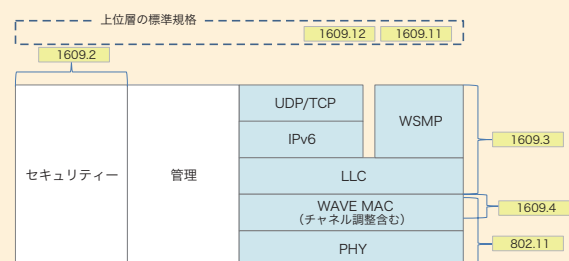 上位層の標準規格
1609.12
1609.11
1609.2
UDP/TCP
WSMP
IPv6
1609.3
セキュリティー
管理
LLC
WAVE MAC
(チャネル調整含む)
1609.4
PHY
802.11